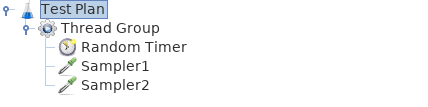 Test Plan
Thread Group
Random Timer
Sampler1
Sampler2